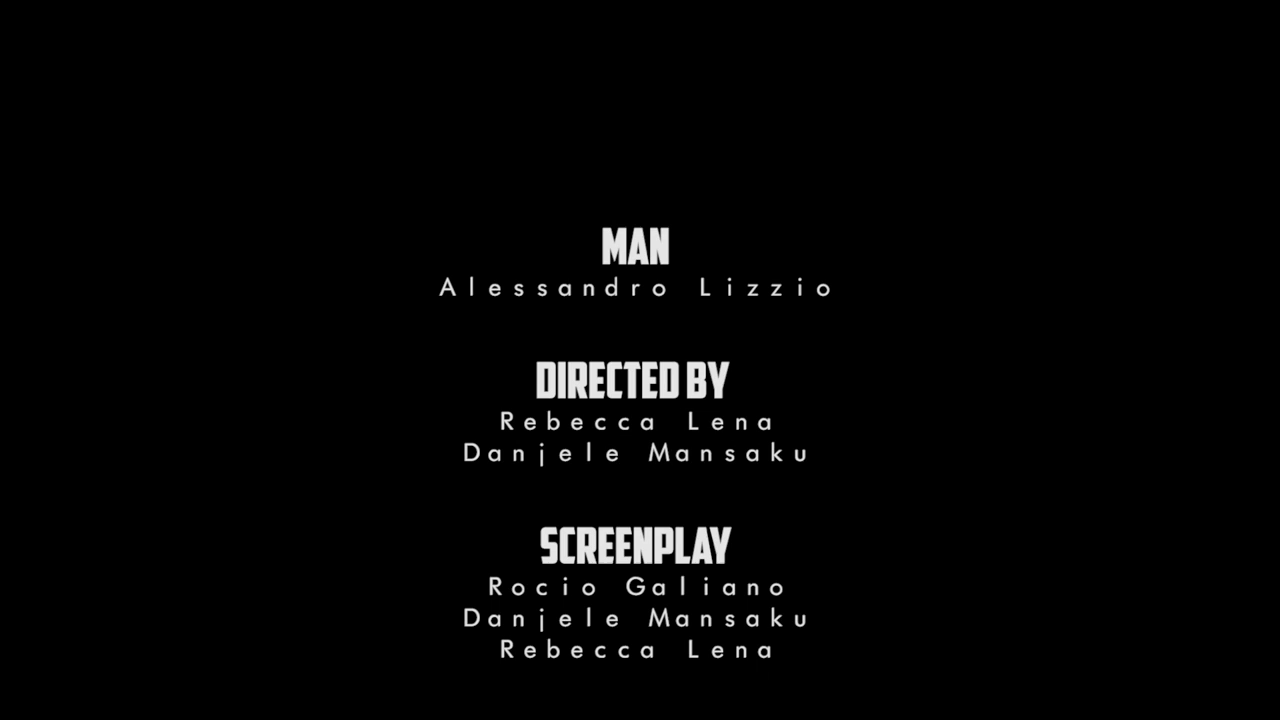 MAN
Alessandro Lizzio
DIRECTED BY
Rebecca Lena
Danjele Mansaku
SCREENPLAY
Rocio Galiano
Danjele Mansaku
Rebecca Lena